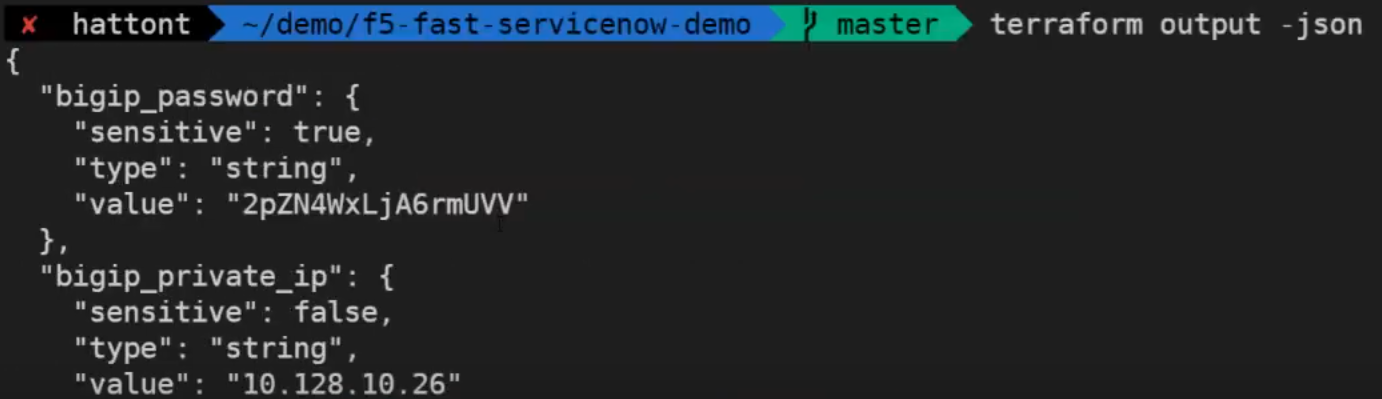 ✘ hattont ~/demo/f5-fast-servicenow-demo master terraform output -json
{
  "bigip_password": {
    "sensitive": true,
    "type": "string",
    "value": "2pZN4WxLjA6rmUVV"
  },
  "bigip_private_ip": {
    "sensitive": false,
    "type": "string",
    "value": "10.128.10.26"